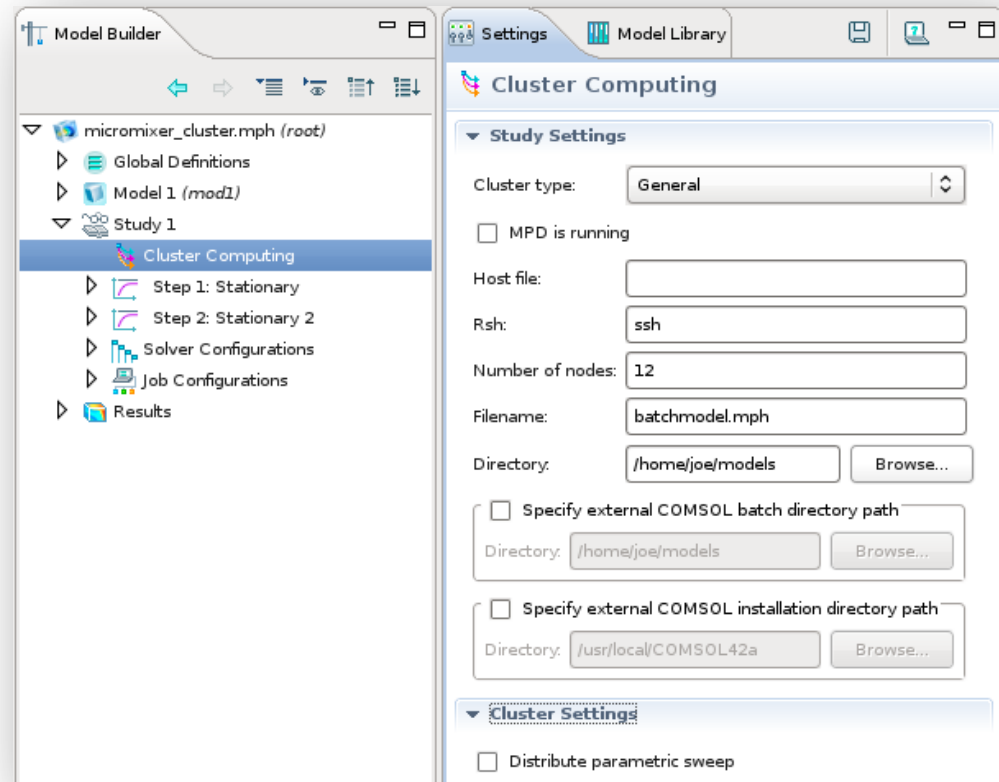 Model Builder
micromixer_cluster.mph (root)
Global Definitions
Model 1 (mod1)
Study 1
Cluster Computing
Step 1: Stationary
Step 2: Stationary 2
Solver Configurations
Job Configurations
Results
Settings
Model Library
Cluster Computing
Study Settings
Cluster type: General
MPD is running
Host file:
Rsh: ssh
Number of nodes: 12
Filename: batchmodel.mph
Directory: /home/joe/models Browse...
Specify external COMSOL batch directory path
Directory: /home/joe/models Browse...
Specify external COMSOL installation directory path
Directory: /usr/local/COMSOL42a Browse...
Cluster Settings
Distribute parametric sweep